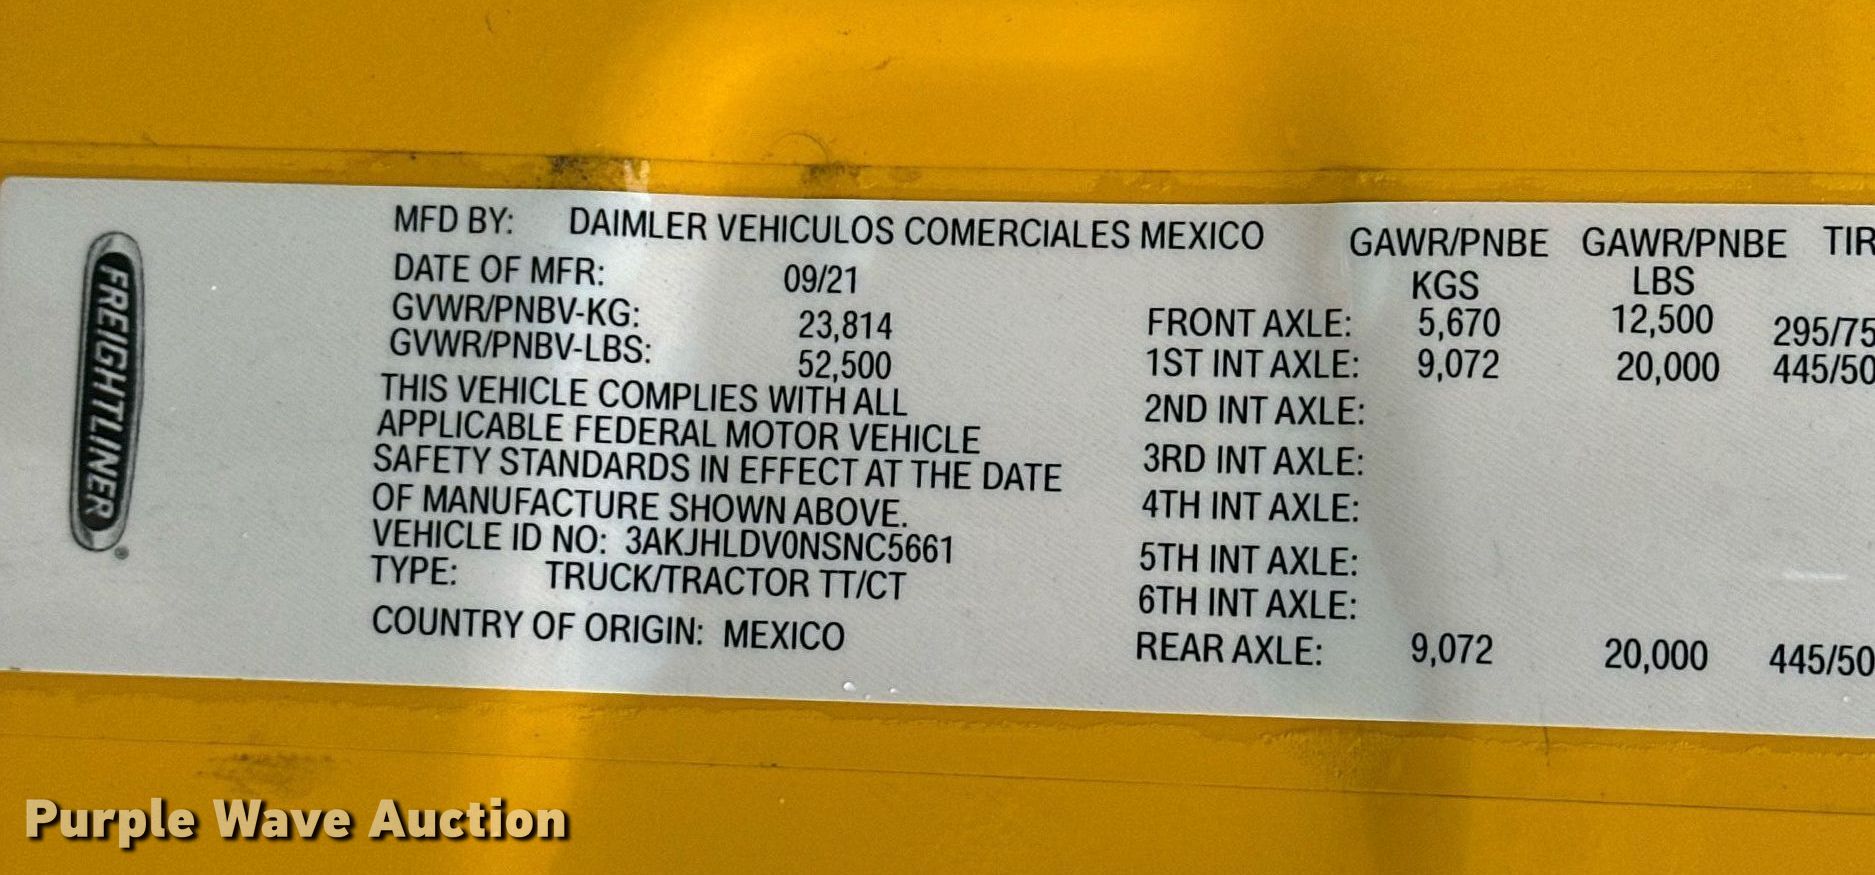 FREIGHTLINER
MFD BY: DAIMLER VEHICULOS COMERCIALES MEXICO
DATE OF MFR: 09/21
GVWR/PNBV-KG: 23,814
GVWR/PNBV-LBS: 52,500
THIS VEHICLE COMPLIES WITH ALL
APPLICABLE FEDERAL MOTOR VEHICLE
SAFETY STANDARDS IN EFFECT AT THE DATE
OF MANUFACTURE SHOWN ABOVE.
VEHICLE ID NO: 3AKJHLDV0NSNC5661
TYPE: TRUCK/TRACTOR TT/CT
COUNTRY OF ORIGIN: MEXICO
GAWR/PNBE GAWR/PNBE TIR
KGS LBS
FRONT AXLE: 5,670 12,500 295/75
1ST INT AXLE: 9,072 20,000 445/50
2ND INT AXLE:
3RD INT AXLE:
4TH INT AXLE:
5TH INT AXLE:
6TH INT AXLE:
REAR AXLE: 9,072 20,000 445/50
Purple Wave Auction